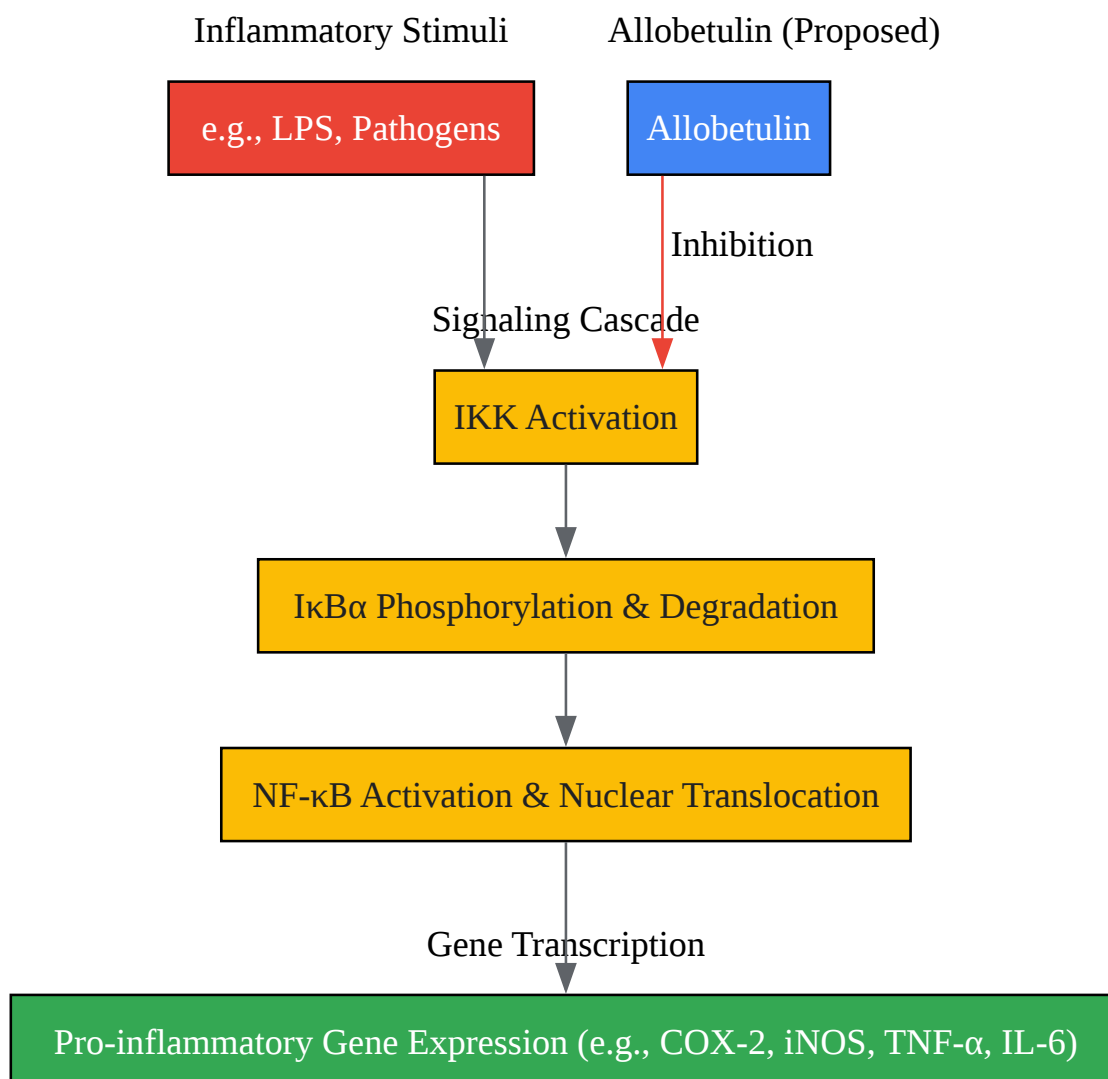 Inflammatory Stimuli
Allobetulin (Proposed)
e.g., LPS, Pathogens
Allobetulin
Inhibition
Signaling Cascade
IKK Activation
IκBα Phosphorylation & Degradation
NF-κB Activation & Nuclear Translocation
Gene Transcription
Pro-inflammatory Gene Expression (e.g., COX-2, iNOS, TNF-α, IL-6)